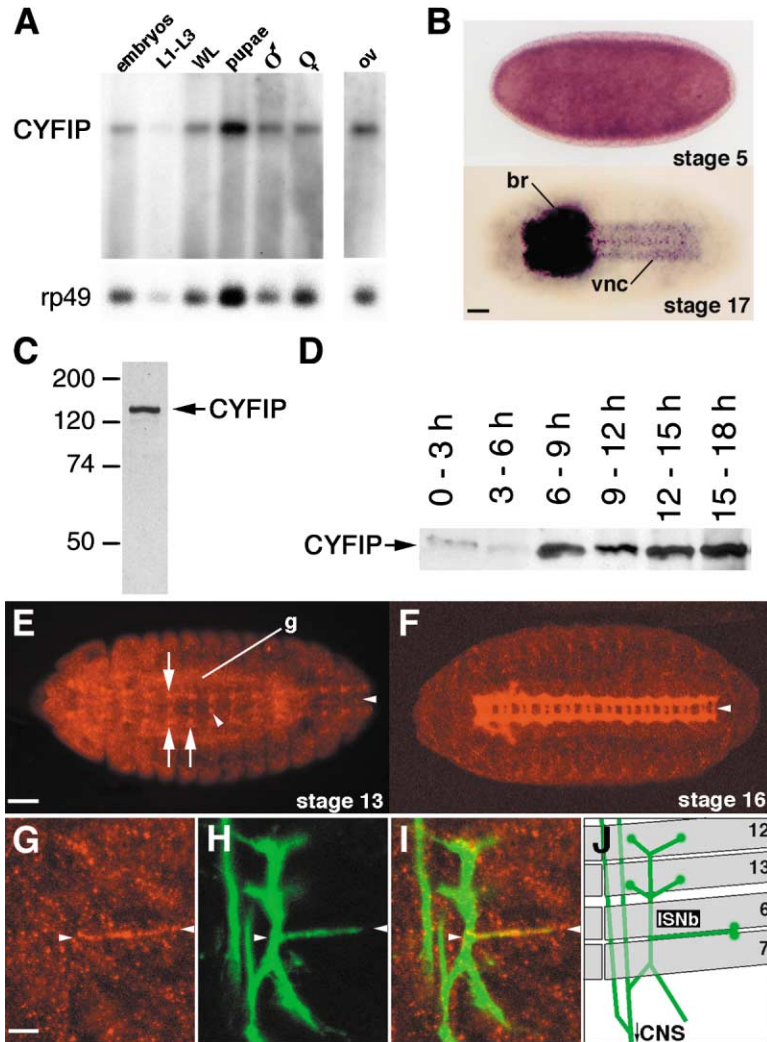 A
embryos L1-L3 WL pupae ♂ ♀ ov
CYFIP
rp49
B
stage 5
br
vnc
stage 17
C
200
120
74
50
CYFIP
D
0 - 3 h 3 - 6 h 6 - 9 h 9 - 12 h 12 - 15 h 15 - 18 h
CYFIP
E
g
stage 13
F
stage 16
G
H
I
J
12
13
6
ISNb
7
CNS